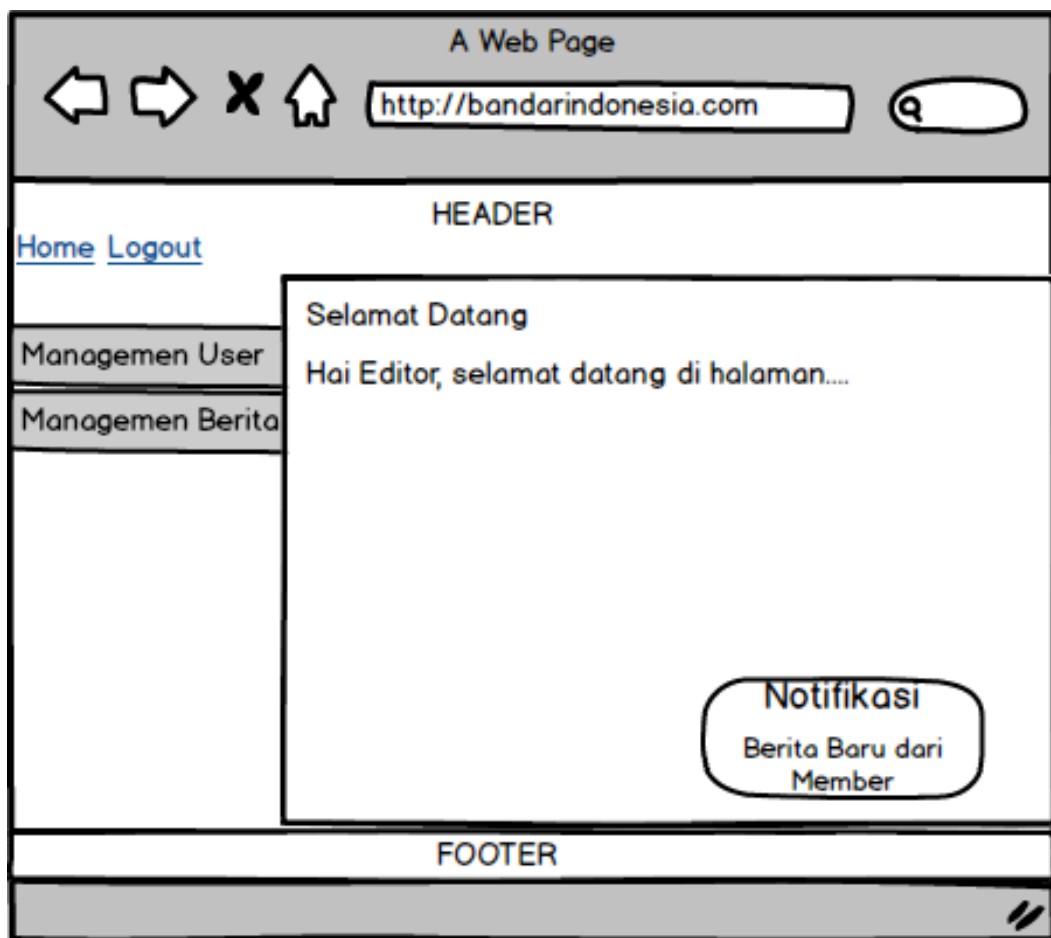 A Web Page
http://bandarindonesia.com
HEADER
Home Logout
Selamat Datang
Managemen User
Hai Editor, selamat datang di halaman....
Managemen Berita
Notifikasi
Berita Baru dari
Member
FOOTER